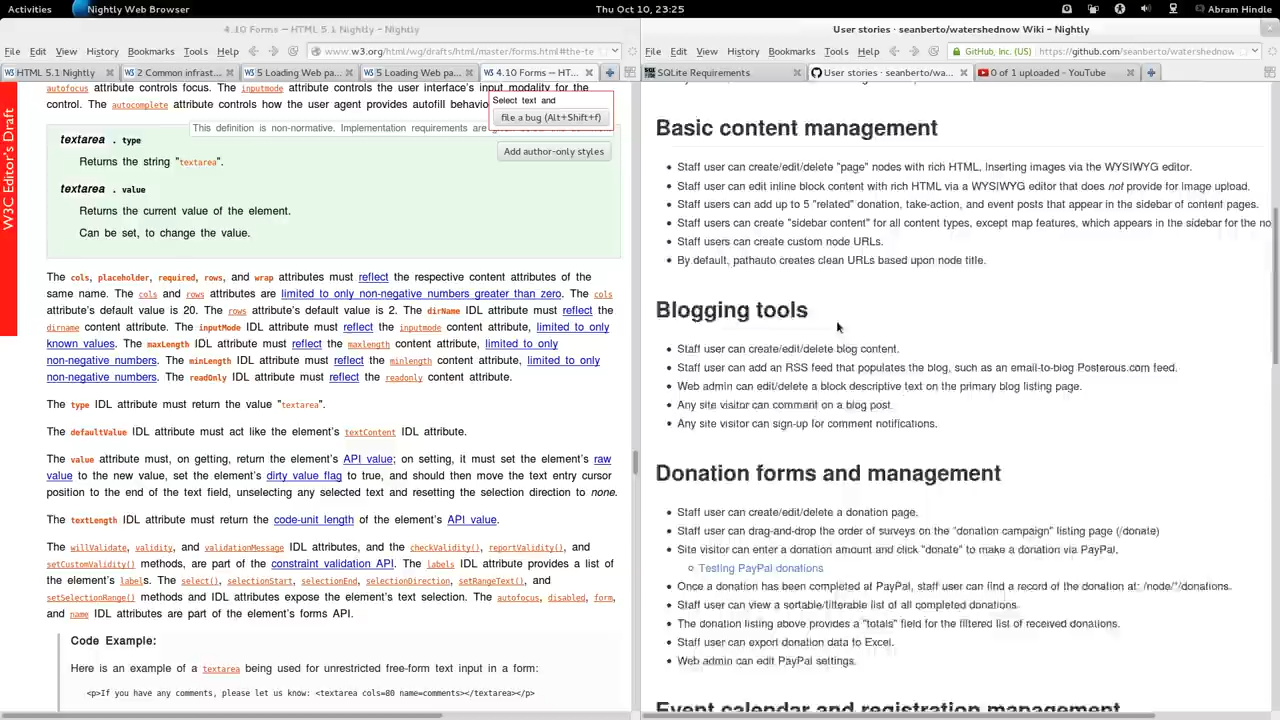 Activities
Nightly Web Browser
Thu Oct 10, 23:25
Abram Hindle
4.10 Forms — HTML 5.1 Nightly - Nightly
File Edit View History Bookmarks Tools Help
www.w3.org/html/wg/drafts/html/master/forms.html#the-te
HTML 5.1 Nightly
2 Common infrast...
5 Loading Web pa...
5 Loading Web pa...
4.10 Forms — HT...
W3C Editor's Draft
autofocus attribute controls focus. The inputmode attribute controls the user interface's input modality for the
control. The autocomplete attribute controls how the user agent provides autofill behavio
Select text and
file a bug (Alt+Shift+f)
This definition is non-normative. Implementation requirements are
Add author-only styles
textarea . type
Returns the string "textarea".
textarea . value
Returns the current value of the element.
Can be set, to change the value.
The cols, placeholder, required, rows, and wrap attributes must reflect the respective content attributes of the
same name. The cols and rows attributes are limited to only non-negative numbers greater than zero. The cols
attribute's default value is 20. The rows attribute's default value is 2. The dirName IDL attribute must reflect the
dirname content attribute. The inputMode IDL attribute must reflect the inputmode content attribute, limited to only
known values. The maxLength IDL attribute must reflect the maxlength content attribute, limited to only
non-negative numbers. The minLength IDL attribute must reflect the minlength content attribute, limited to only
non-negative numbers. The readOnly IDL attribute must reflect the readonly content attribute.
The type IDL attribute must return the value "textarea".
The defaultValue IDL attribute must act like the element's textContent IDL attribute.
The value attribute must, on getting, return the element's API value; on setting, it must set the element's raw
value to the new value, set the element's dirty value flag to true, and should then move the text entry cursor
position to the end of the text field, unselecting any selected text and resetting the selection direction to none.
The textLength IDL attribute must return the code-unit length of the element's API value.
The willValidate, validity, and validationMessage IDL attributes, and the checkValidity(), reportValidity(), and
setCustomValidity() methods, are part of the constraint validation API. The labels IDL attribute provides a list of
the element's labels. The select(), selectionStart, selectionEnd, selectionDirection, setRangeText(), and
setSelectionRange() methods and IDL attributes expose the element's text selection. The autofocus, disabled, form,
and name IDL attributes are part of the element's forms API.
Code Example:
Here is an example of a textarea being used for unrestricted free-form text input in a form:
<p>If you have any comments, please let us know: <textarea cols=80 name=comments></textarea></p>
User stories · seanberto/watershednow Wiki - Nightly
File Edit View History Bookmarks Tools Help
GitHub, Inc. (US)
https://github.com/seanberto/watershednow
SQLite Requirements
User stories · seanberto/wa...
0 of 1 uploaded - YouTube
Basic content management
• Staff user can create/edit/delete "page" nodes with rich HTML, inserting images via the WYSIWYG editor.
• Staff user can edit inline block content with rich HTML via a WYSIWYG editor that does not provide for image upload.
• Staff users can add up to 5 "related" donation, take-action, and event posts that appear in the sidebar of content pages.
• Staff users can create "sidebar content" for all content types, except map features, which appears in the sidebar for the no
• Staff users can create custom node URLs.
• By default, pathauto creates clean URLs based upon node title.
Blogging tools
• Staff user can create/edit/delete blog content.
• Staff user can add an RSS feed that populates the blog, such as an email-to-blog Posterous.com feed.
• Web admin can edit/delete a block descriptive text on the primary blog listing page.
• Any site visitor can comment on a blog post.
• Any site visitor can sign-up for comment notifications.
Donation forms and management
• Staff user can create/edit/delete a donation page.
• Staff user can drag-and-drop the order of surveys on the "donation campaign" listing page (/donate)
• Site visitor can enter a donation amount and click "donate" to make a donation via PayPal.
○ Testing PayPal donations
• Once a donation has been completed at PayPal, staff user can find a record of the donation at: /node/*/donations.
• Staff user can view a sortable/filterable list of all completed donations.
• The donation listing above provides a "totals" field for the filtered list of received donations.
• Staff user can export donation data to Excel.
• Web admin can edit PayPal settings.
Event calendar and registration management